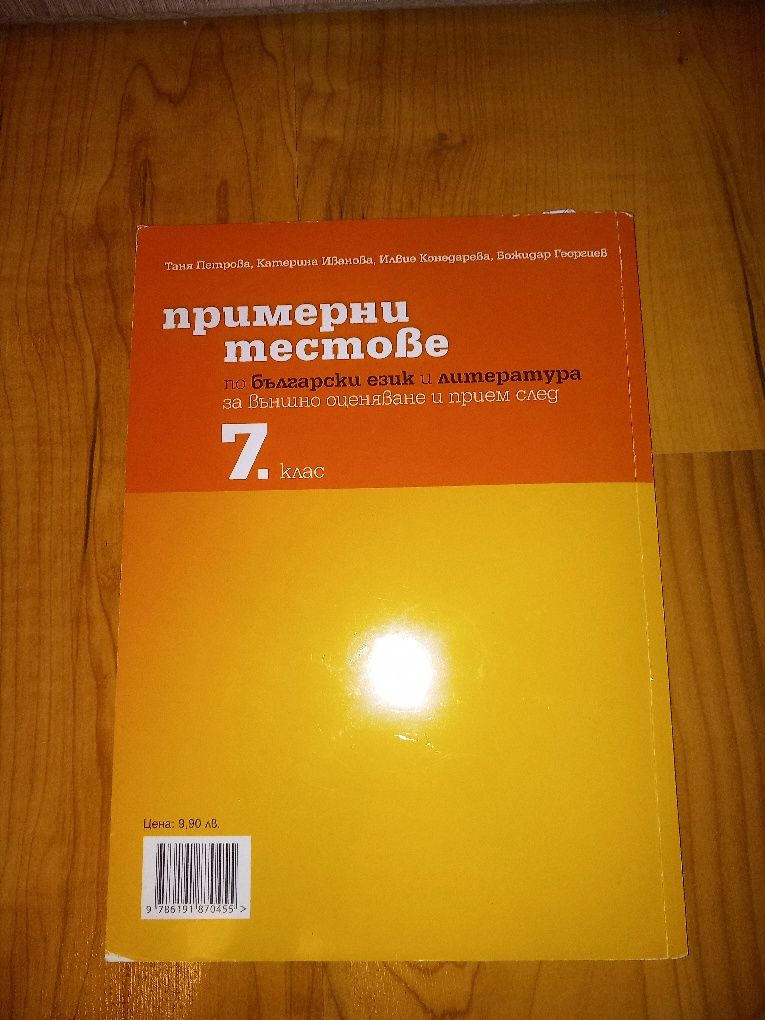 Таня Петрова, Катерина Иванова, Илвие Конедарева, Божидар Георгиев
примерни
тестове
по български език и литература
за външно оценяване и прием след
7. клас
Цена: 9,90 лв.
9 786191 870455 >